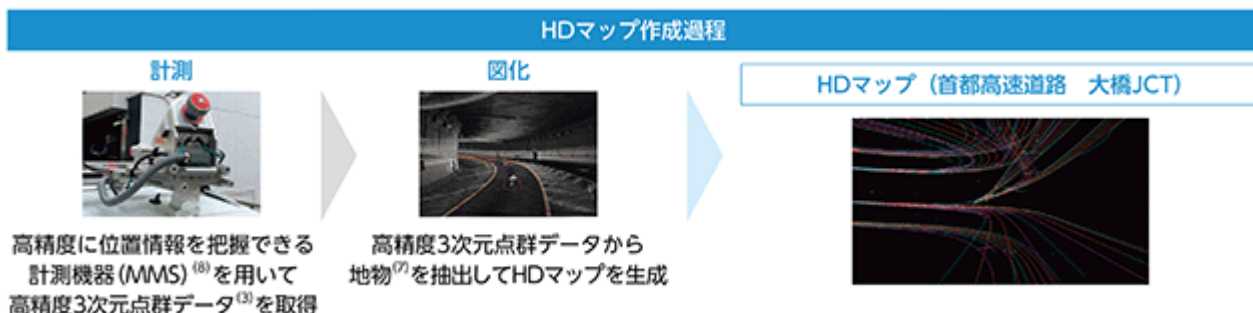 HDマップ作成過程
計測
図化
HDマップ（首都高速道路　大橋JCT）
高精度に位置情報を把握できる
計測機器（MMS）⁽⁸⁾を用いて
高精度3次元点群データ⁽³⁾を取得
高精度3次元点群データから
地物⁽⁷⁾を抽出してHDマップを生成